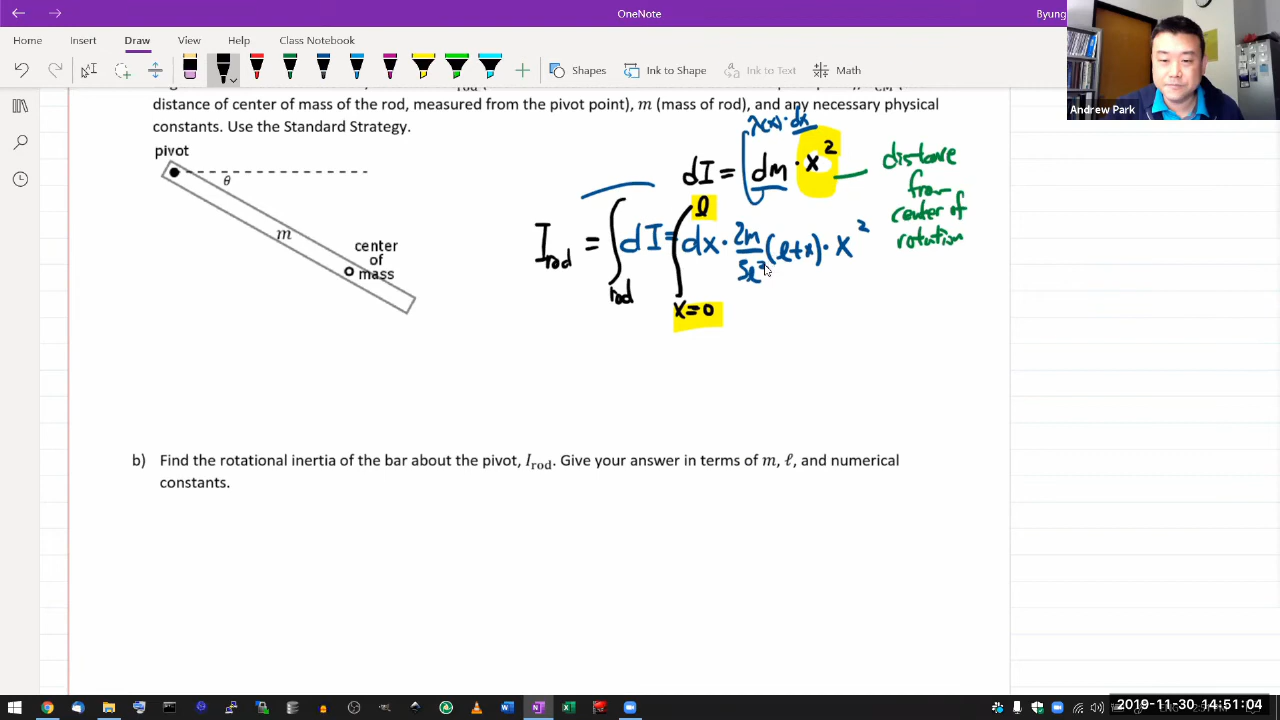 OneNote
Byung
Home Insert Draw View Help Class Notebook
Shapes Ink to Shape Ink to Text Math
Andrew Park
distance of center of mass of the rod, measured from the pivot point), m (mass of rod), and any necessary physical
constants. Use the Standard Strategy.
pivot
θ
m
center
of
mass
λ(x)·dx
dI = dm · x²
distance
from
center of
rotation
I_rod = ∫_rod dI = ∫_{x=0}^{ℓ} dx · 2m/5ℓ² (ℓ+x) · x²
b) Find the rotational inertia of the bar about the pivot, I_rod. Give your answer in terms of m, ℓ, and numerical
constants.
2019-11-30 14:51:04